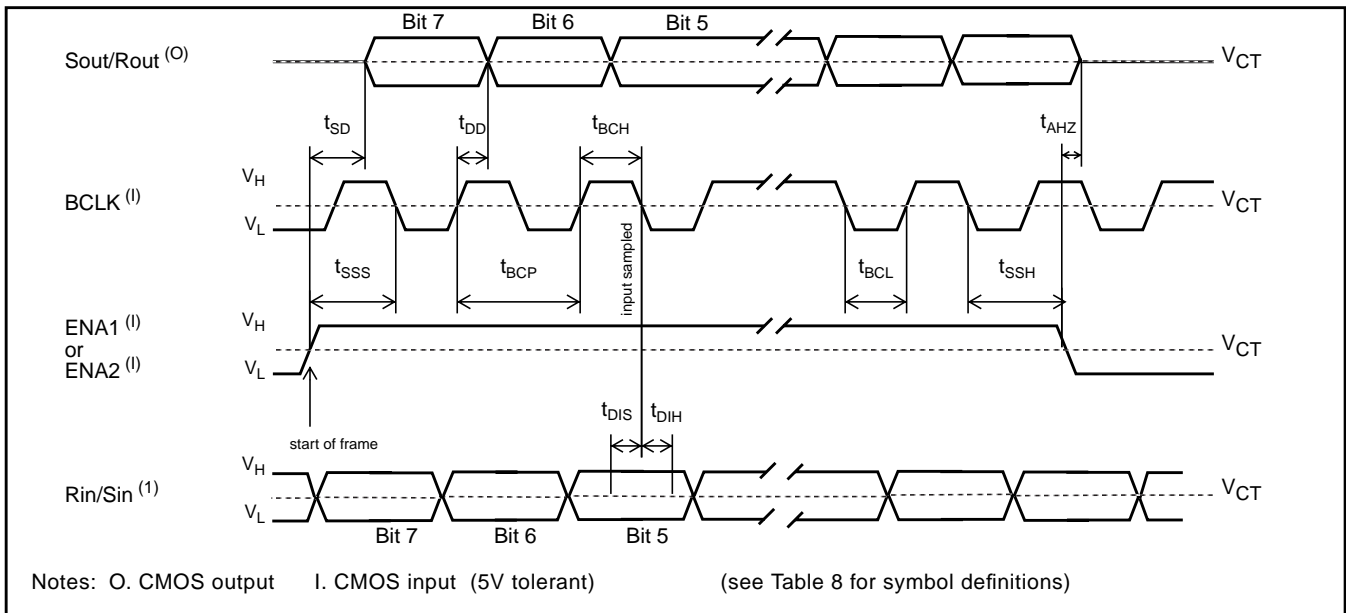 Bit 7 Bit 6 Bit 5
Sout/Rout (O) VCT
tSD tDD tBCH tAHZ
VH
BCLK (I) VCT
VL
input sampled
tSSS tBCP tBCL tSSH
ENA1 (I) VH
or VCT
ENA2 (I) VL
tDIS tDIH
start of frame
VH
Rin/Sin (1) VCT
VL
Bit 7 Bit 6 Bit 5
Notes: O. CMOS output I. CMOS input (5V tolerant) (see Table 8 for symbol definitions)